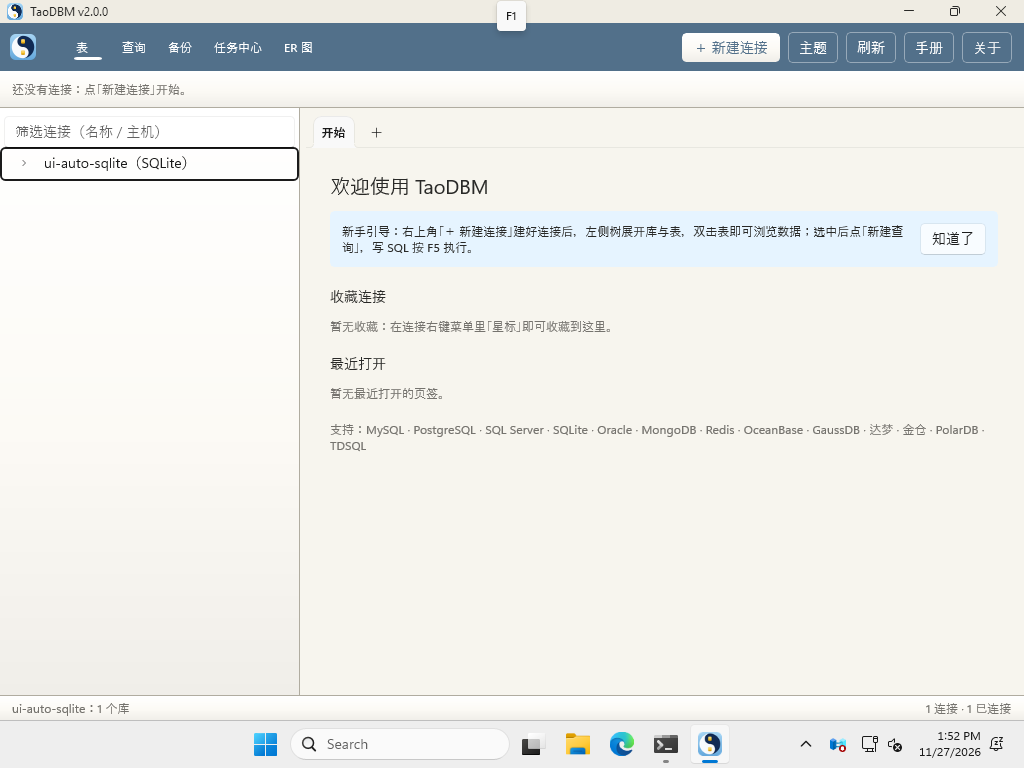 TaoDBM v2.0.0
F1
表 查询 备份 任务中心 ER 图 ＋ 新建连接 主题 刷新 手册 关于
还没有连接：点「新建连接」开始。
筛选连接（名称 / 主机）
ui-auto-sqlite（SQLite）
开始 ＋
欢迎使用 TaoDBM
新手引导：右上角「＋ 新建连接」建好连接后，左侧树展开库与表，双击表即可浏览数据；选中后点「新建查
询」，写 SQL 按 F5 执行。
知道了
收藏连接
暂无收藏：在连接右键菜单里「星标」即可收藏到这里。
最近打开
暂无最近打开的页签。
支持：MySQL · PostgreSQL · SQL Server · SQLite · Oracle · MongoDB · Redis · OceanBase · GaussDB · 达梦 · 金仓 · PolarDB ·
TDSQL
ui-auto-sqlite：1 个库
1 连接 · 1 已连接
Search
1:52 PM
11/27/2026